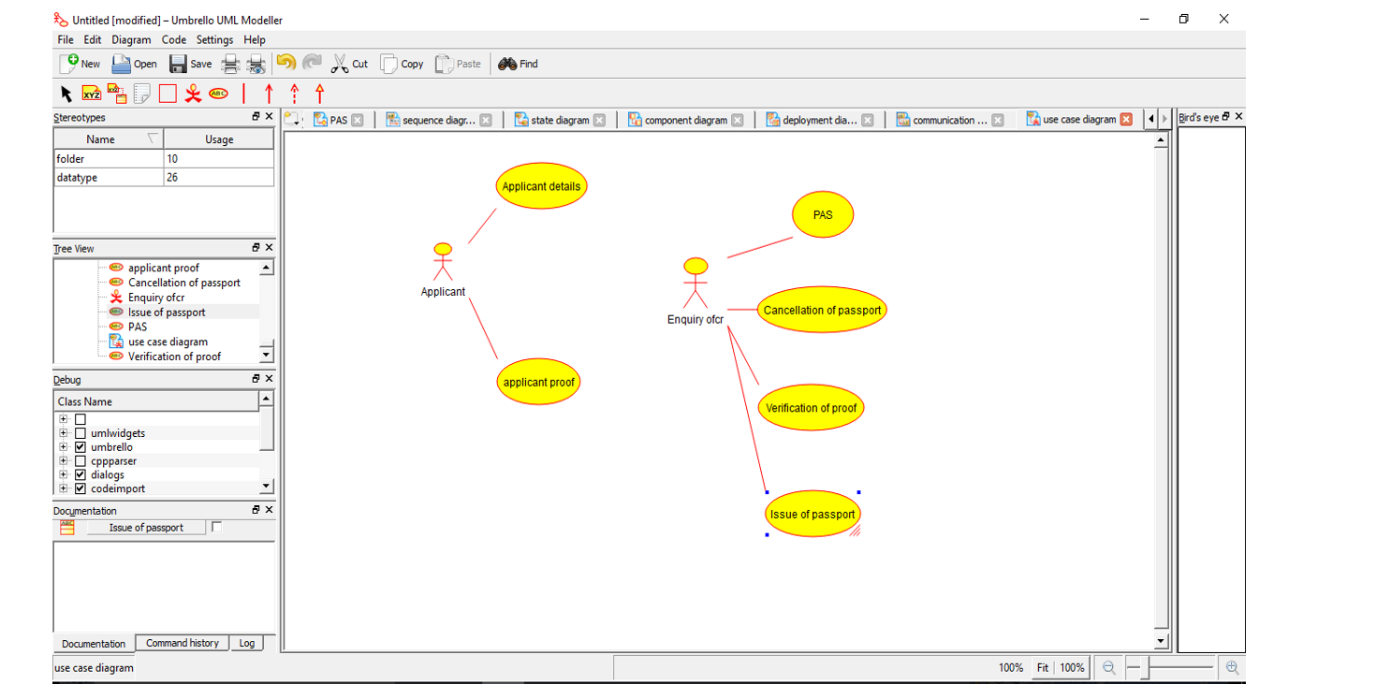 Untitled [modified] – Umbrello UML Modeller
File Edit Diagram Code Settings Help
New Open Save Cut Copy Paste Find
XYZ ABC
Stereotypes
PAS sequence diagr... state diagram component diagram deployment dia... communication ... use case diagram Bird's eye
Name Usage
folder 10
datatype 26
Tree View
applicant proof
Cancellation of passport
Enquiry ofcr
Issue of passport
PAS
use case diagram
Verification of proof
Debug
Class Name
umlwidgets
umbrello
cppparser
dialogs
codeimport
Documentation
Issue of passport
Documentation Command history Log
Applicant details
Applicant
applicant proof
PAS
Enquiry ofcr
Cancellation of passport
Verification of proof
Issue of passport
use case diagram 100% Fit 100%